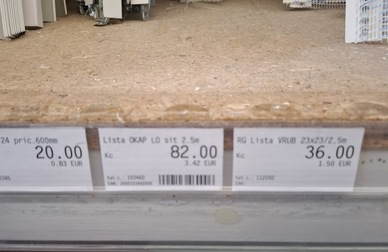 24 pric.600mm
20.00
0.83 EUR
Lista OKAP LO sit 2.5m
Kc 82.00
3.42 EUR
RG Lista VRUB 23x23/2.5m
Kc 36.00
1.50 EUR